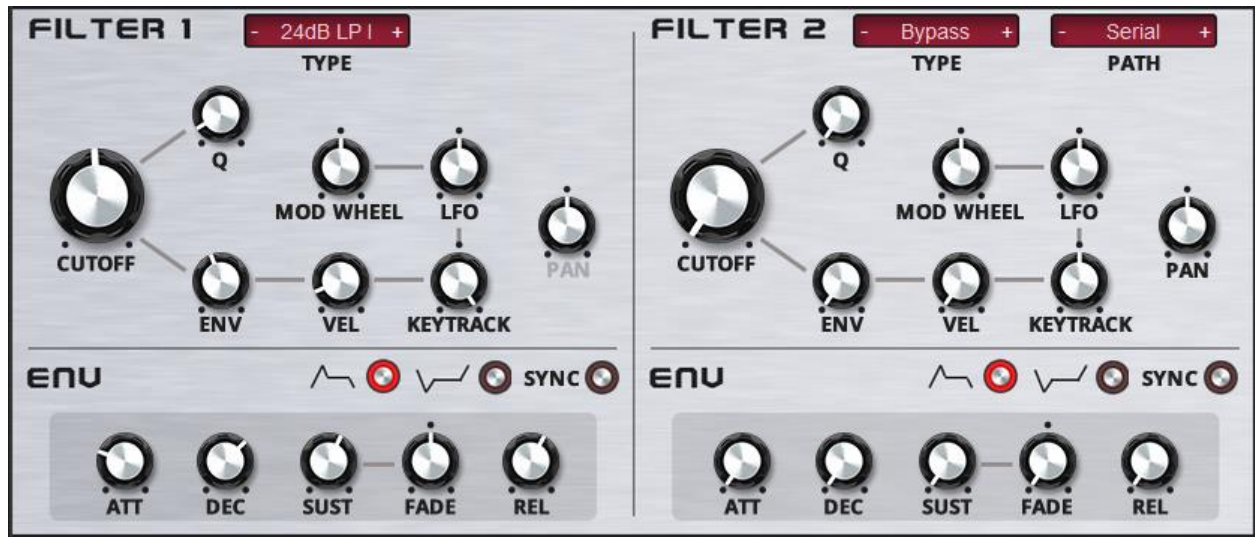 FILTER 1
- 24dB LP I +
TYPE
Q
MOD WHEEL
LFO
CUTOFF
PAN
ENV
VEL
KEYTRACK
ENV
SYNC
ATT
DEC
SUST
FADE
REL
FILTER 2
- Bypass +
- Serial +
TYPE
PATH
Q
MOD WHEEL
LFO
CUTOFF
PAN
ENV
VEL
KEYTRACK
ENV
SYNC
ATT
DEC
SUST
FADE
REL